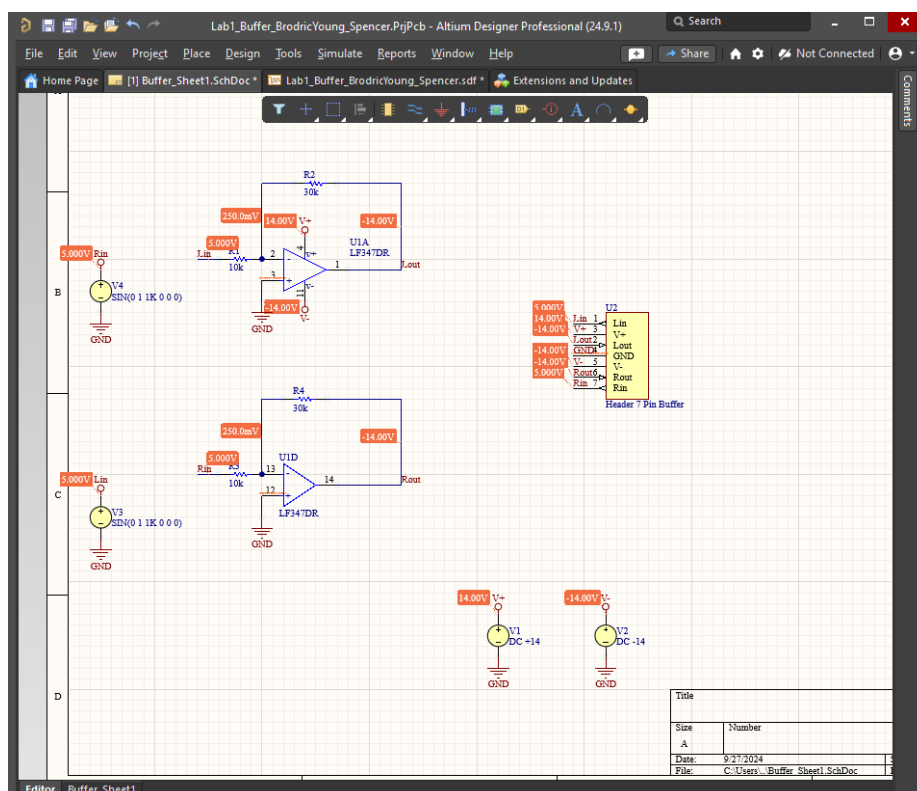 Lab1_Buffer_BrodricYoung_Spencer.PrjPcb - Altium Designer Professional (24.9.1)
Search
File Edit View Project Place Design Tools Simulate Reports Window Help
Share
Not Connected
Home Page
[1] Buffer_Sheet1.SchDoc *
Lab1_Buffer_BrodricYoung_Spencer.sdf *
Extensions and Updates
Comments
R2
30k
250.0mV
14.00V V+
-14.00V
5.000V
Lin
R1
10k
2
3
4
V+
11
V-
1
U1A
LF347DR
Lout
-14.00V
V-
GND
5.000V Rin
V4
SIN(0 1 1K 0 0 0)
GND
B
U2
5.000V
14.00V
-14.00V
-14.00V
-14.00V
5.000V
Lin 1 Lin
V+ 3 V+
Lout 2 Lout
GND 4 GND
V- 5 V-
Rout 6 Rout
Rin 7 Rin
Header 7 Pin Buffer
R4
30k
250.0mV
-14.00V
5.000V
Rin
R3
10k
13
12
14
U1D
LF347DR
Rout
GND
5.000V Lin
V3
SIN(0 1 1K 0 0 0)
GND
C
14.00V V+
V1
DC +14
GND
-14.00V V-
V2
DC -14
GND
D
Title
Size Number
A
Date: 9/27/2024
File: C:\Users\..\Buffer_Sheet1.SchDoc
Editor Buffer_Sheet1